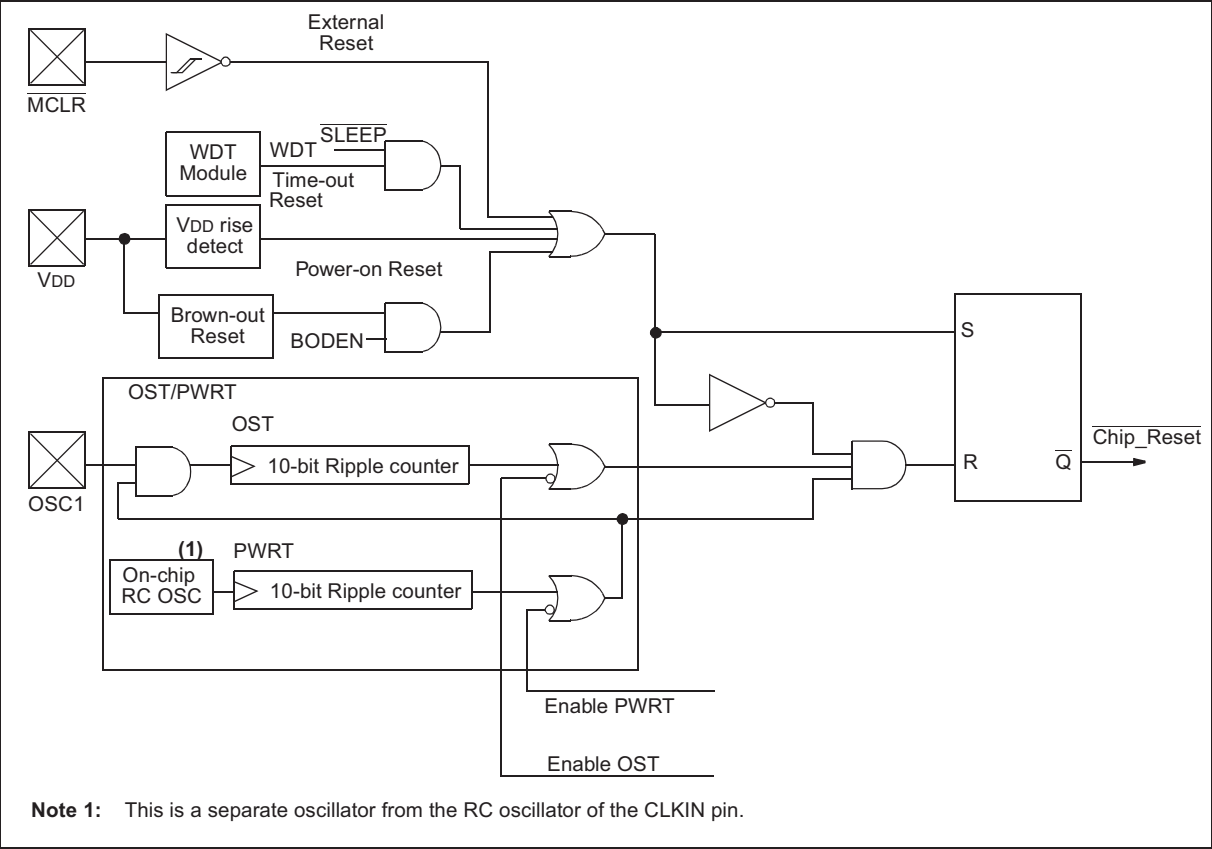 External
Reset
MCLR
SLEEP
WDT
Module
WDT
Time-out
Reset
VDD rise
detect
VDD
Power-on Reset
Brown-out
Reset
BODEN
S
OST/PWRT
OST
10-bit Ripple counter
OSC1
Chip_Reset
R
Q
(1)
PWRT
On-chip
RC OSC
10-bit Ripple counter
Enable PWRT
Enable OST
Note 1: This is a separate oscillator from the RC oscillator of the CLKIN pin.